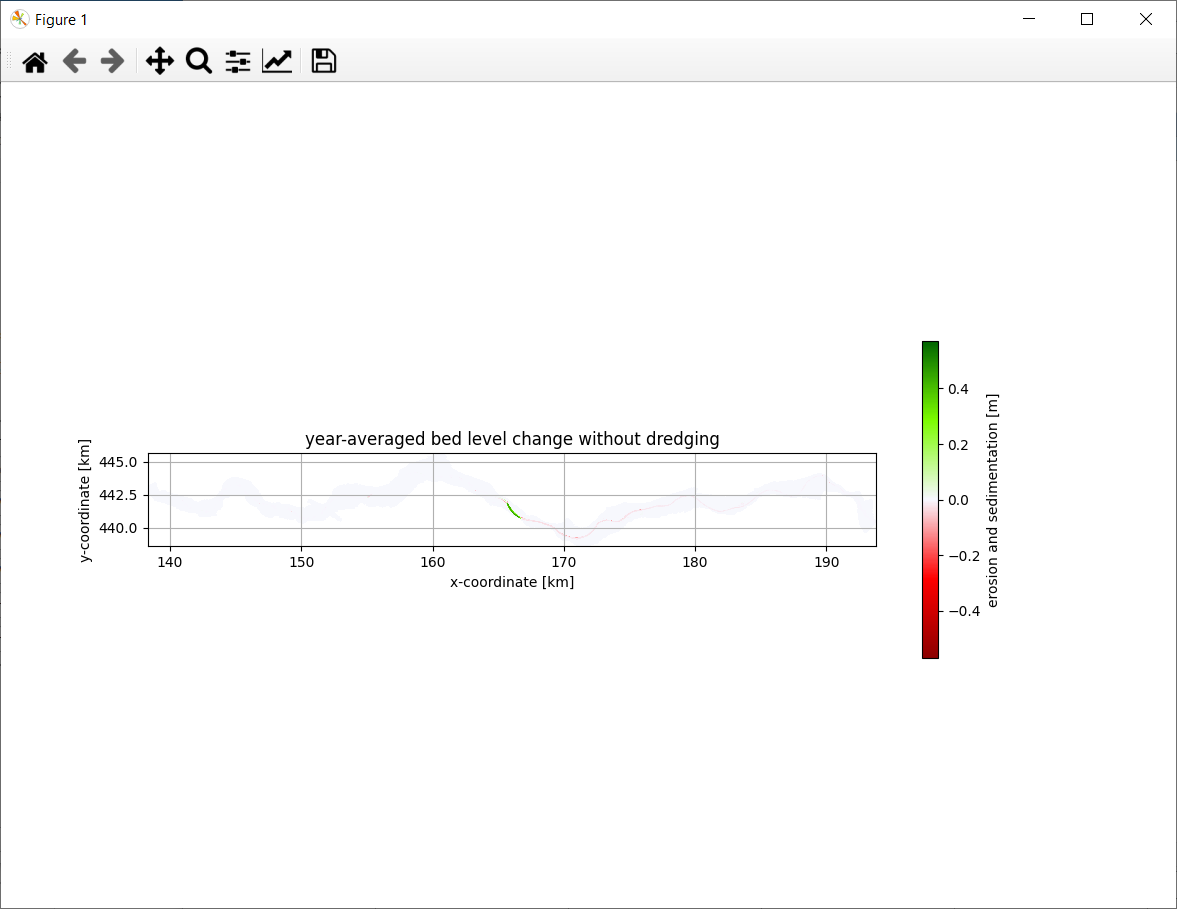 Figure 1
year-averaged bed level change without dredging
445.0
442.5
440.0
y-coordinate [km]
140 150 160 170 180 190
x-coordinate [km]
0.4
0.2
0.0
−0.2
−0.4
erosion and sedimentation [m]